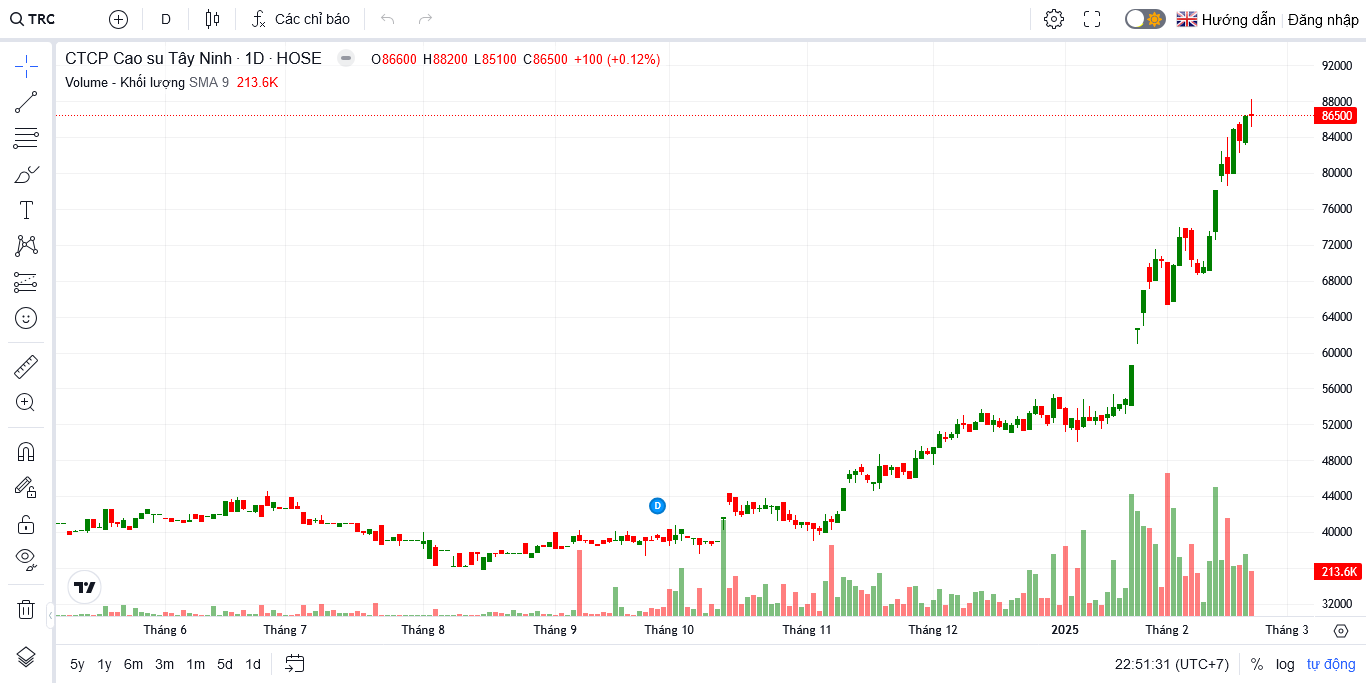 TRC D Các chỉ báo Hướng dẫn Đăng nhập
CTCP Cao su Tây Ninh · 1D · HOSE O86600 H88200 L85100 C86500 +100 (+0.12%)
Volume - Khối lượng SMA 9 213.6K
92000
88000
86500
84000
80000
76000
72000
68000
64000
60000
56000
52000
48000
44000
D
40000
213.6K
32000
Tháng 6 Tháng 7 Tháng 8 Tháng 9 Tháng 10 Tháng 11 Tháng 12 2025 Tháng 2 Tháng 3
5y 1y 6m 3m 1m 5d 1d 22:51:31 (UTC+7) % log tự động